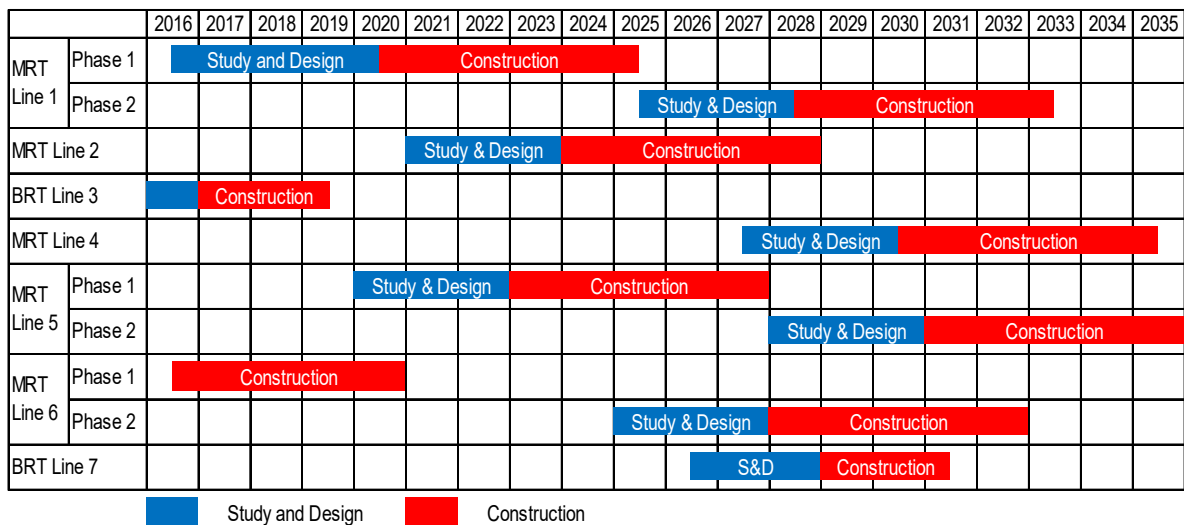 2016 2017 2018 2019 2020 2021 2022 2023 2024 2025 2026 2027 2028 2029 2030 2031 2032 2033 2034 2035
MRT Line 1 Phase 1 Study and Design Construction
Phase 2 Study & Design Construction
MRT Line 2 Study & Design Construction
BRT Line 3 Construction
MRT Line 4 Study & Design Construction
MRT Line 5 Phase 1 Study & Design Construction
Phase 2 Study & Design Construction
MRT Line 6 Phase 1 Construction
Phase 2 Study & Design Construction
BRT Line 7 S&D Construction
Study and Design Construction